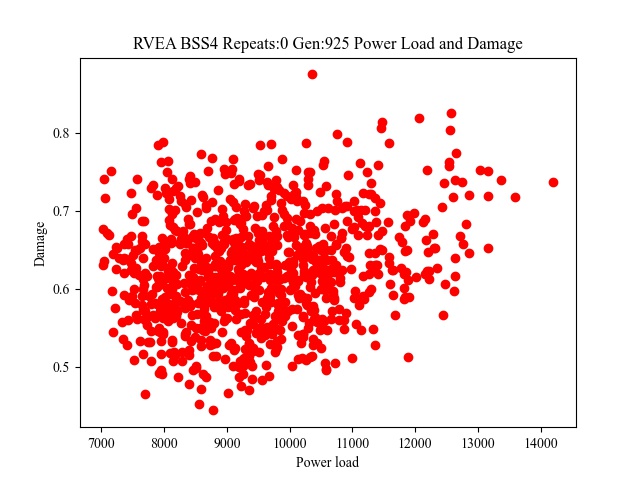 RVEA BSS4 Repeats:0 Gen:925 Power Load and Damage
Damage
0.8
0.7
0.6
0.5
7000 8000 9000 10000 11000 12000 13000 14000
Power load